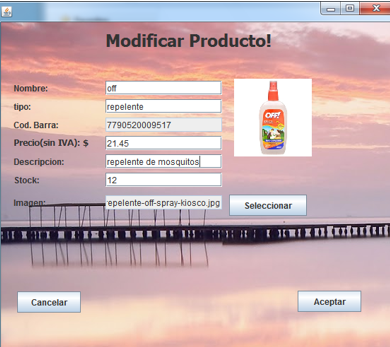 Modificar Producto!
Nombre: off
tipo: repelente
Cod. Barra: 7790520009517
Precio(sin IVA): $ 21.45
Descripcion: repelente de mosquitos
Stock: 12
Imagen: repelente-off-spray-kiosco.jpg Seleccionar
Cancelar Aceptar
OFF!